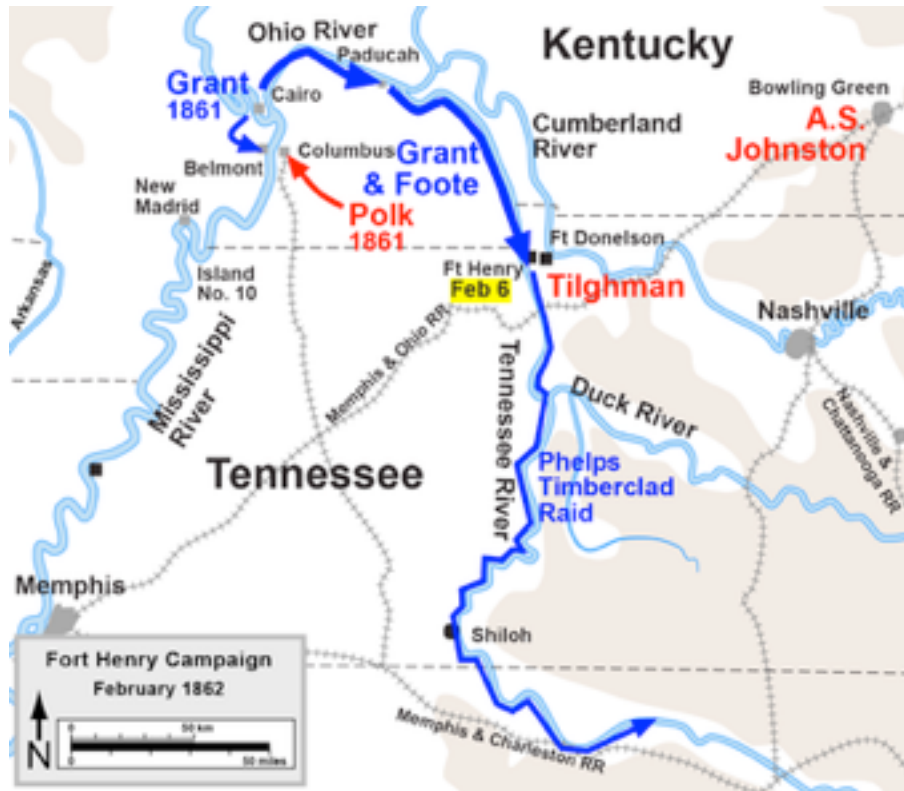 Ohio River
Paducah
Kentucky
Grant
1861
Cairo
Bowling Green
A.S.
Johnston
Cumberland
River
Columbus
Belmont
Grant
& Foote
New
Madrid
Polk
1861
Ft Donelson
Island
No. 10
Ft Henry
Feb 6
Tilghman
Arkansas
Nashville
Mississippi
River
Memphis & Ohio RR
Tennessee River
Duck River
Nashville &
Chattanooga RR
Tennessee
Phelps
Timberclad
Raid
Memphis
Shiloh
Fort Henry Campaign
February 1862
0 50 km
0 50 miles
N
Memphis & Charleston RR